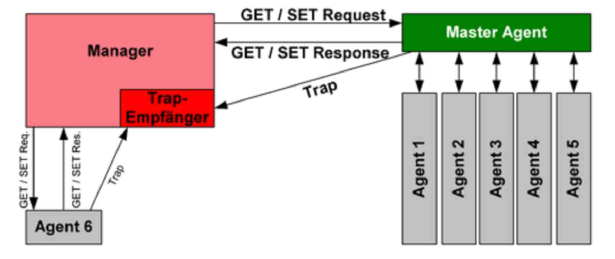 GET / SET Request
Manager
Master Agent
GET / SET Response
Trap
Trap-
Empfänger
GET / SET Req.
GET / SET Res.
Trap
Agent 1
Agent 2
Agent 3
Agent 4
Agent 5
Agent 6